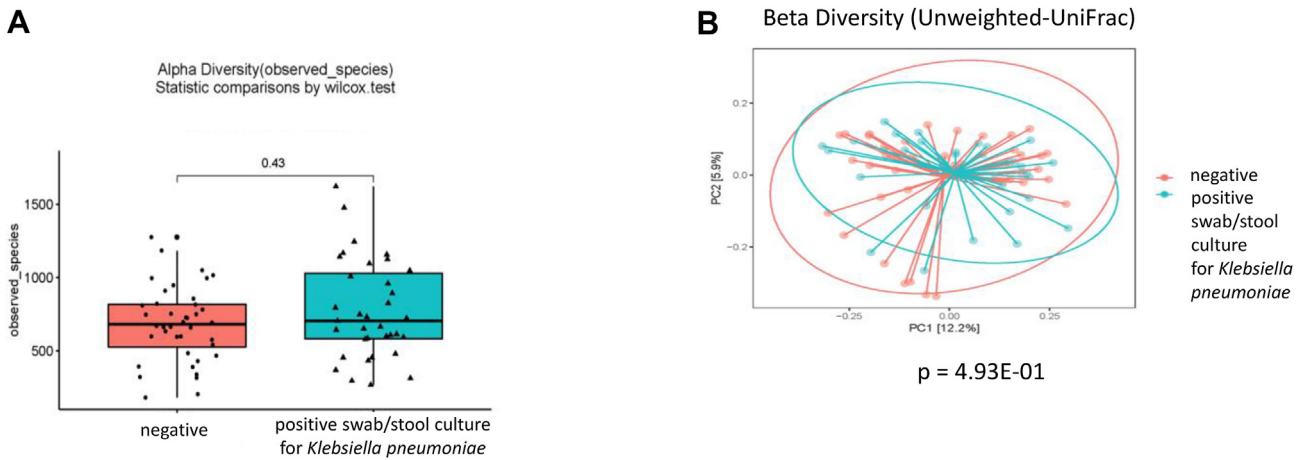 A
Alpha Diversity(observed_species)
Statistic comparisons by wilcox.test
0.43
1500
1000
500
observed_species
negative
positive swab/stool culture
for Klebsiella pneumoniae
B
Beta Diversity (Unweighted-UniFrac)
0.2
0.0
−0.2
PC2 [5.9%]
−0.25
0.00
0.25
PC1 [12.2%]
negative
positive
swab/stool
culture
for Klebsiella
pneumoniae
p = 4.93E-01